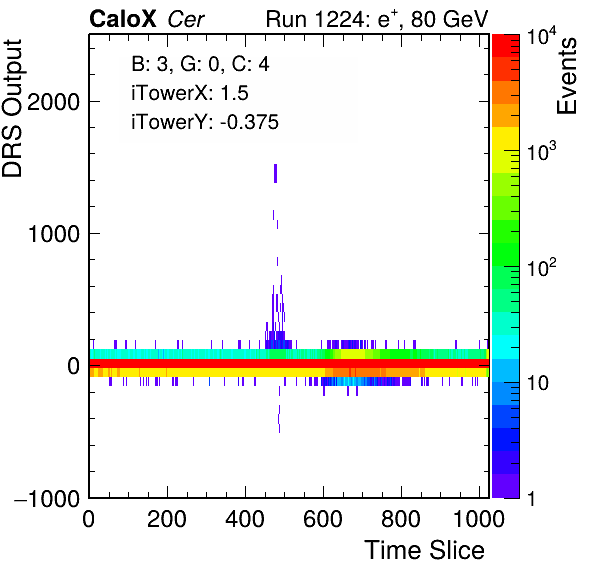 CaloX Cer Run 1224: e⁺, 80 GeV
B: 3, G: 0, C: 4
iTowerX: 1.5
iTowerY: -0.375
DRS Output
2000
1000
0
−1000
0 200 400 600 800 1000
Time Slice
10⁴
10³
10²
10
1
Events